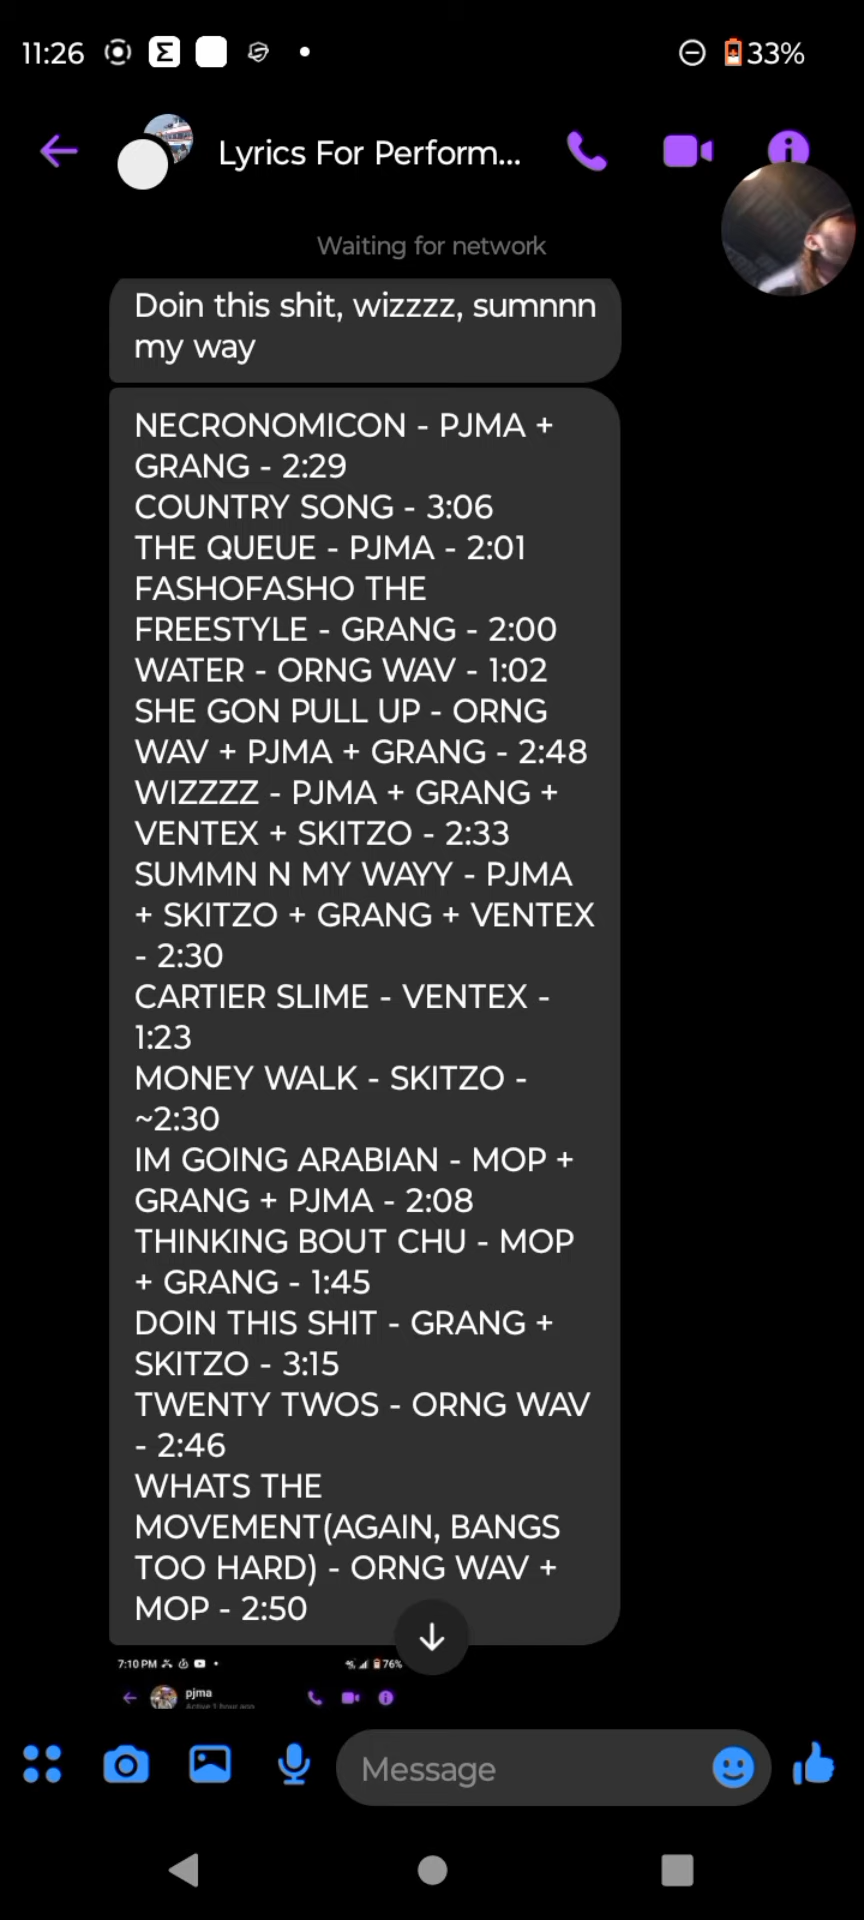 11:26
33%
Lyrics For Perform...
Waiting for network
Doin this shit, wizzzz, sumnnn
my way
NECRONOMICON - PJMA +
GRANG - 2:29
COUNTRY SONG - 3:06
THE QUEUE - PJMA - 2:01
FASHOFASHO THE
FREESTYLE - GRANG - 2:00
WATER - ORNG WAV - 1:02
SHE GON PULL UP - ORNG
WAV + PJMA + GRANG - 2:48
WIZZZZ - PJMA + GRANG +
VENTEX + SKITZO - 2:33
SUMMN N MY WAYY - PJMA
+ SKITZO + GRANG + VENTEX
- 2:30
CARTIER SLIME - VENTEX -
1:23
MONEY WALK - SKITZO -
~2:30
IM GOING ARABIAN - MOP +
GRANG + PJMA - 2:08
THINKING BOUT CHU - MOP
+ GRANG - 1:45
DOIN THIS SHIT - GRANG +
SKITZO - 3:15
TWENTY TWOS - ORNG WAV
- 2:46
WHATS THE
MOVEMENT(AGAIN, BANGS
TOO HARD) - ORNG WAV +
MOP - 2:50
7:10 PM
76%
pjma
Active 1 hour ago
Message